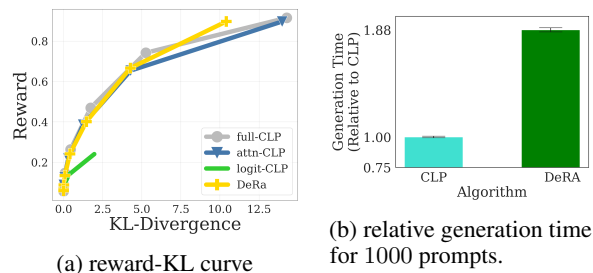 Reward
0.8
0.6
0.4
0.2
0.0 2.5 5.0 7.5 10.0 12.5
KL-Divergence
full-CLP
attn-CLP
logit-CLP
DeRa
(a) reward-KL curve
Generation Time
(Relative to CLP)
1.88
1.00
0.75
CLP DeRA
Algorithm
(b) relative generation time
for 1000 prompts.